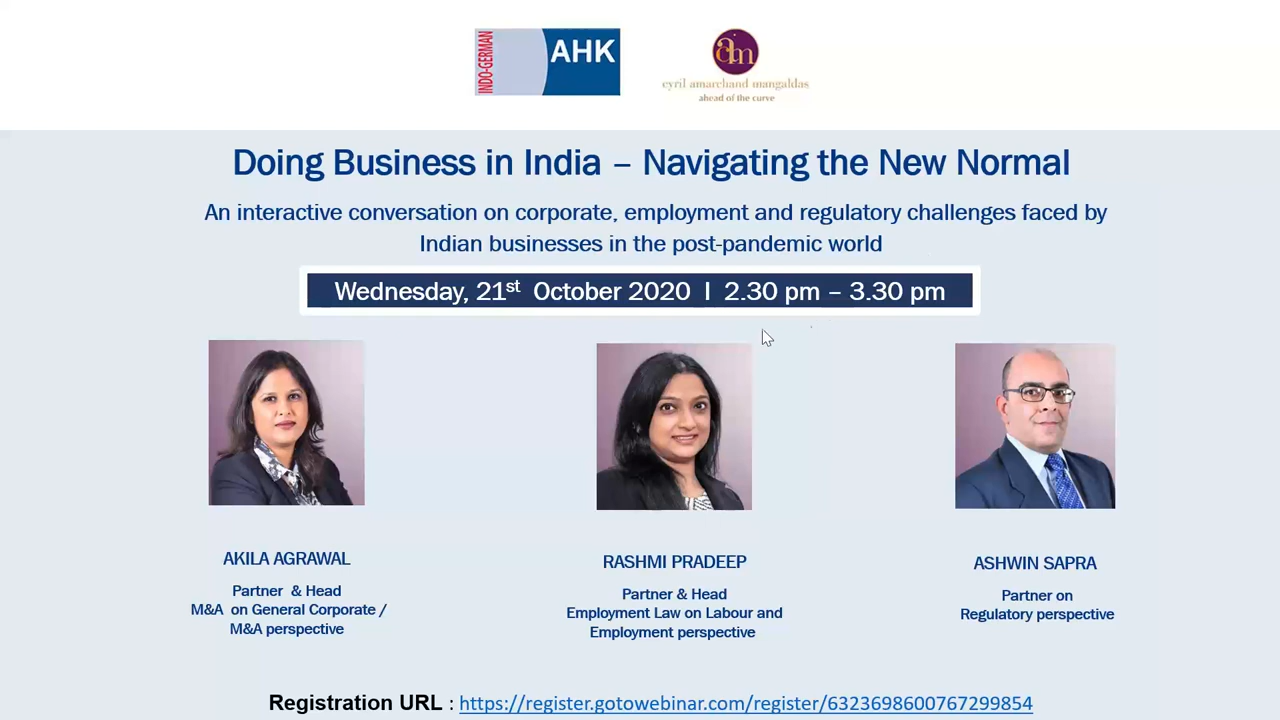 INDO-GERMAN
AHK
cyril amarchand mangaldas
ahead of the curve
Doing Business in India – Navigating the New Normal
An interactive conversation on corporate, employment and regulatory challenges faced by
Indian businesses in the post-pandemic world
Wednesday, 21st October 2020 I 2.30 pm – 3.30 pm
AKILA AGRAWAL
Partner & Head
M&A on General Corporate /
M&A perspective
RASHMI PRADEEP
Partner & Head
Employment Law on Labour and
Employment perspective
ASHWIN SAPRA
Partner on
Regulatory perspective
Registration URL : https://register.gotowebinar.com/register/6323698600767299854